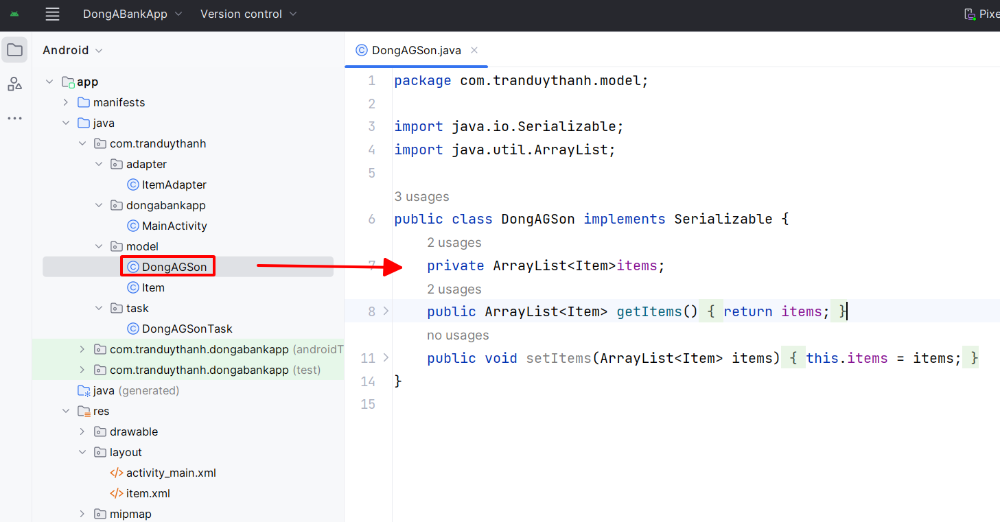 DongABankApp Version control Pixe
Android
app
manifests
java
com.tranduythanh
adapter
ItemAdapter
dongabankapp
MainActivity
model
DongAGSon
Item
task
DongAGSonTask
com.tranduythanh.dongabankapp (androidT
com.tranduythanh.dongabankapp (test)
java (generated)
res
drawable
layout
activity_main.xml
item.xml
mipmap
DongAGSon.java
1 package com.tranduythanh.model;
2
3 import java.io.Serializable;
4 import java.util.ArrayList;
5
3 usages
6 public class DongAGSon implements Serializable {
2 usages
7 private ArrayList<Item>items;
2 usages
8 public ArrayList<Item> getItems() { return items; }
no usages
11 public void setItems(ArrayList<Item> items) { this.items = items; }
14 }
15